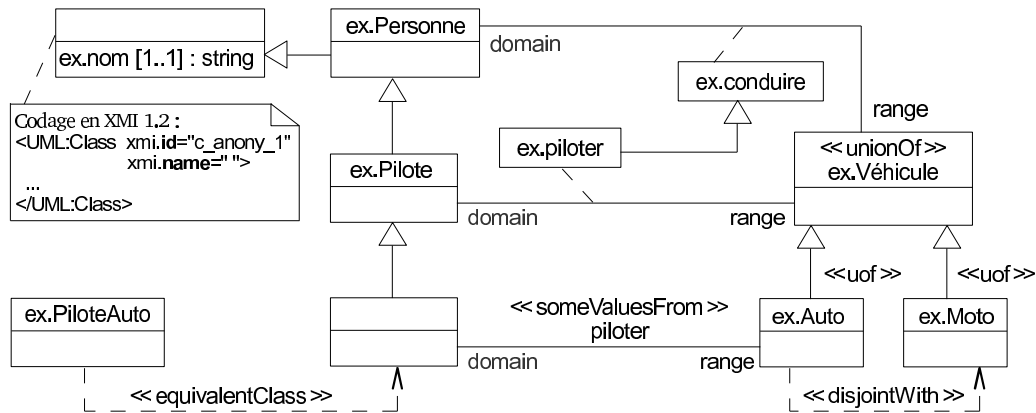 ex.Personne
domain
ex.nom [1..1] : string
ex.conduire
range
Codage en XMI 1.2 :
<UML:Class xmi.id="c_anony_1"
xmi.name=" ">
...
</UML:Class>
ex.piloter
<<unionOf>>
ex.Véhicule
ex.Pilote
domain
range
<<uof>>
<<uof>>
ex.PiloteAuto
<<someValuesFrom>>
piloter
ex.Auto
ex.Moto
domain
range
<<equivalentClass>>
<<disjointWith>>